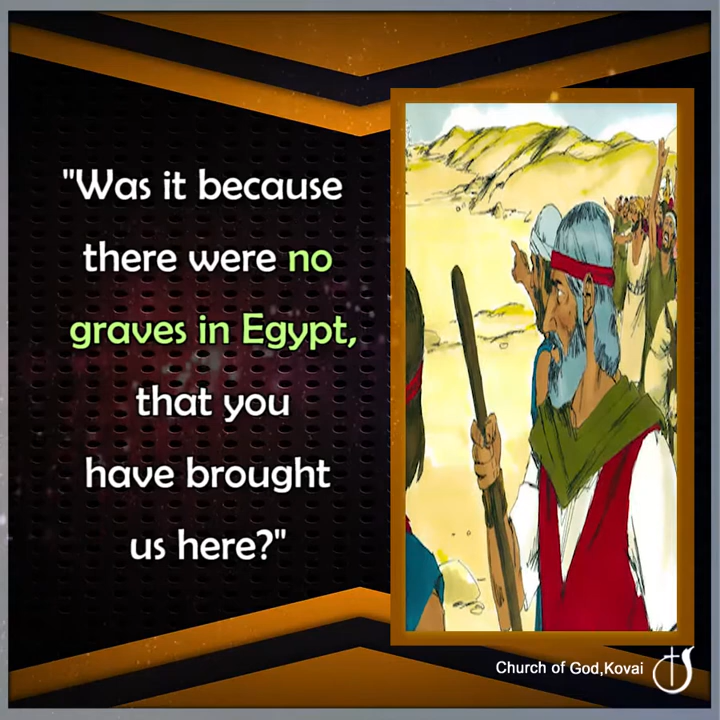 "Was it because
there were no
graves in Egypt,
that you
have brought
us here?"
Church of God,Kovai